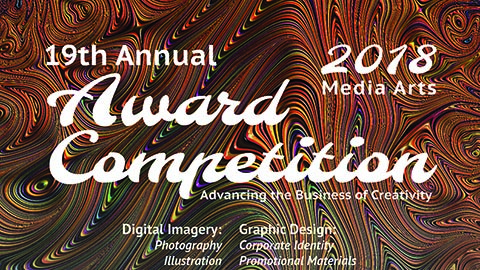 19th Annual
2018
Media Arts
Award
Competition
Advancing the Business of Creativity
Digital Imagery:
Photography
Illustration
Graphic Design:
Corporate Identity
Promotional Materials